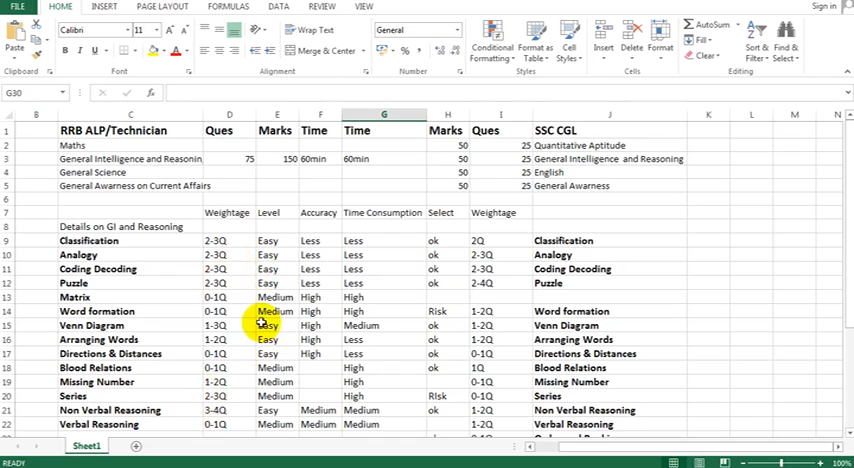 FILE HOME INSERT PAGE LAYOUT FORMULAS DATA REVIEW VIEW Sign in
Calibri 11 A A Wrap Text General AutoSum
Paste B I U A Merge & Center % Conditional Formatting Format as Table Cell Styles Insert Delete Format Fill Clear Sort & Filter Find & Select
Clipboard Font Alignment Number Styles Cells Editing
G30 fx
B C D E F G H I J K L M N
1 RRB ALP/Technician Ques Marks Time Time Marks Ques SSC CGL
2 Maths 50 25 Quantitative Aptitude
3 General Intelligence and Reasonin 75 150 60min 60min 50 25 General Intelligence and Reasoning
4 General Science 50 25 English
5 General Awarness on Current Affairs 50 25 General Awarness
6
7 Weightage Level Accuracy Time Consumption Select Weightage
8 Details on GI and Reasoning
9 Classification 2-3Q Easy Less Less ok 2Q Classification
10 Analogy 2-3Q Easy Less Less ok 2-3Q Analogy
11 Coding Decoding 2-3Q Easy Less Less ok 2-3Q Coding Decoding
12 Puzzle 2-3Q Easy Less Less ok 2-4Q Puzzle
13 Matrix 0-1Q Medium High High
14 Word formation 0-1Q Medium High High Risk 1-2Q Word formation
15 Venn Diagram 1-3Q Easy High Medium ok 1-2Q Venn Diagram
16 Arranging Words 1-2Q Easy High Less ok 1-2Q Arranging Words
17 Directions & Distances 0-1Q Easy High Less ok 0-1Q Directions & Distances
18 Blood Relations 0-1Q Medium High ok 1Q Blood Relations
19 Missing Number 1-2Q Medium High 0-1Q Missing Number
20 Series 2-3Q Medium High RIsk 0-1Q Series
21 Non Verbal Reasoning 3-4Q Easy Medium Medium ok 1-2Q Non Verbal Reasoning
22 Verbal Reasoning 0-1Q Medium Medium Medium 1-2Q Verbal Reasoning
Sheet1
READY 100%